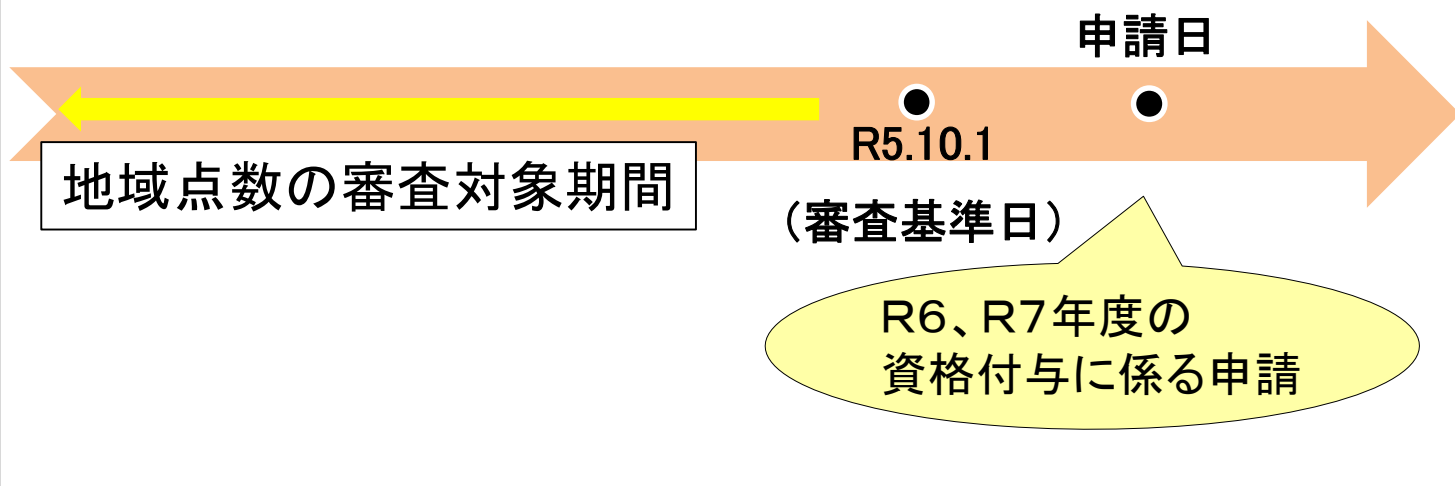 申請日
R5.10.1
地域点数の審査対象期間
（審査基準日）
R6、R7年度の
資格付与に係る申請